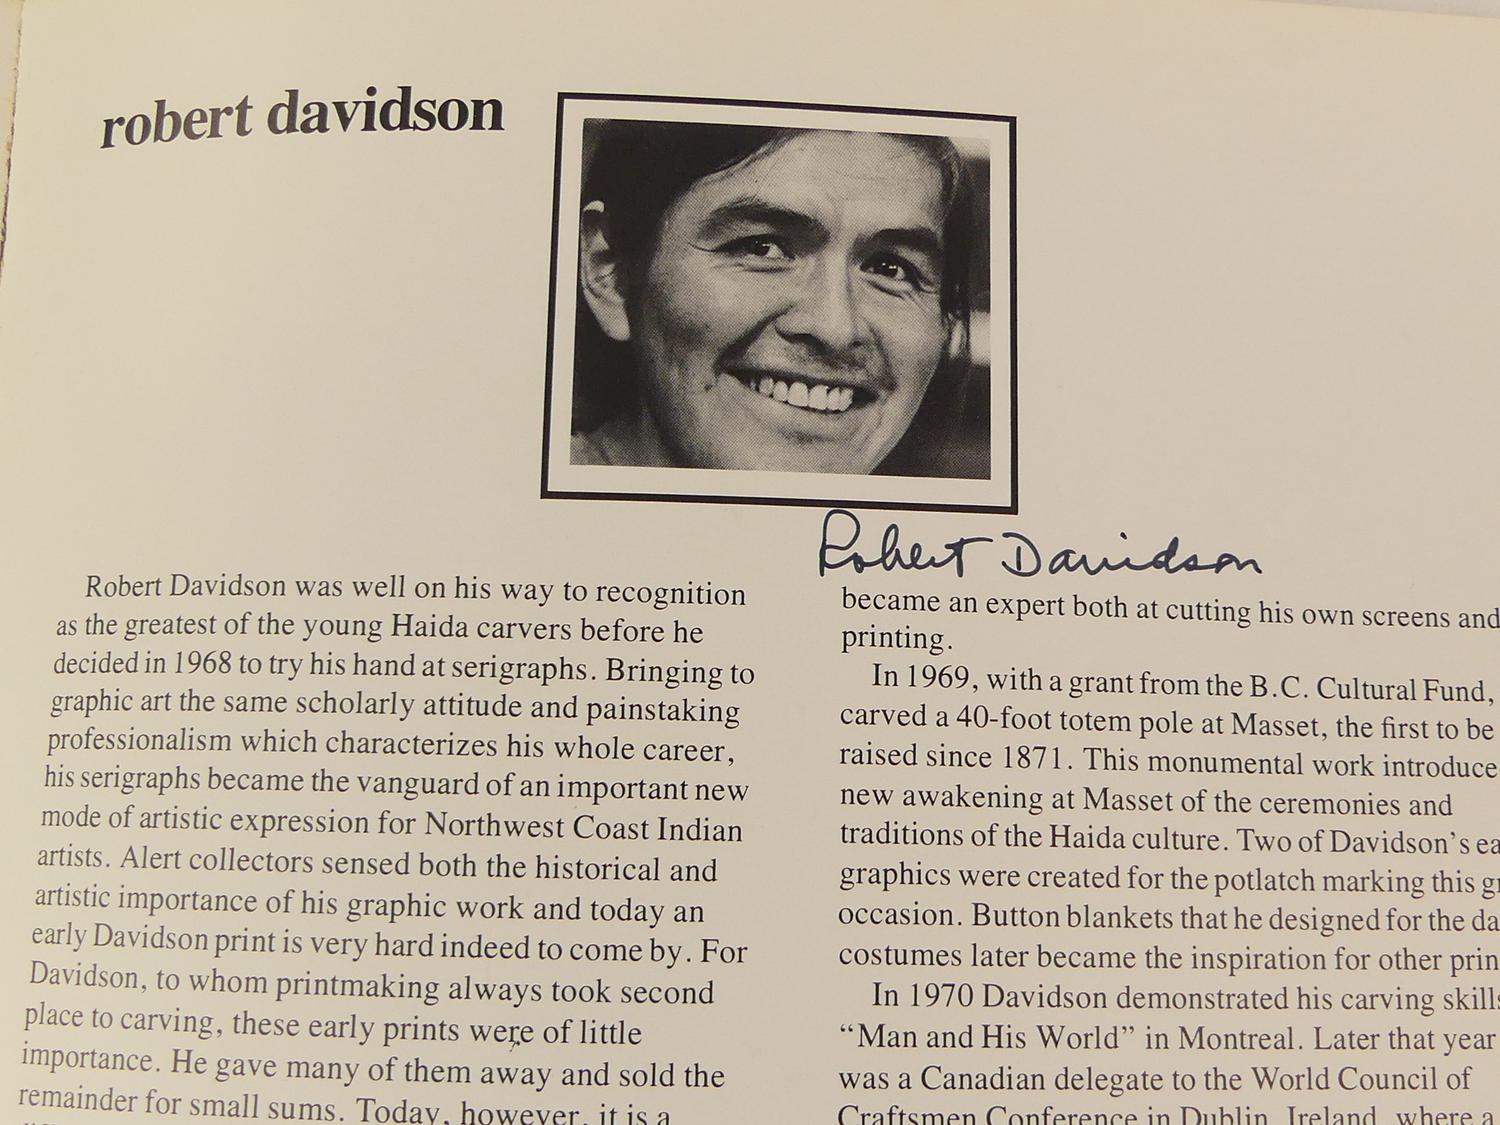 robert davidson
Robert Davidson
Robert Davidson was well on his way to recognition
as the greatest of the young Haida carvers before he
decided in 1968 to try his hand at serigraphs. Bringing to
graphic art the same scholarly attitude and painstaking
professionalism which characterizes his whole career,
his serigraphs became the vanguard of an important new
mode of artistic expression for Northwest Coast Indian
artists. Alert collectors sensed both the historical and
artistic importance of his graphic work and today an
early Davidson print is very hard indeed to come by. For
Davidson, to whom printmaking always took second
place to carving, these early prints were of little
importance. He gave many of them away and sold the
remainder for small sums. Today, however, it is a
became an expert both at cutting his own screens and
printing.
In 1969, with a grant from the B.C. Cultural Fund,
carved a 40-foot totem pole at Masset, the first to be
raised since 1871. This monumental work introduce
new awakening at Masset of the ceremonies and
traditions of the Haida culture. Two of Davidson's ea
graphics were created for the potlatch marking this g
occasion. Button blankets that he designed for the da
costumes later became the inspiration for other prin
In 1970 Davidson demonstrated his carving skills
“Man and His World” in Montreal. Later that year
was a Canadian delegate to the World Council of
Craftsmen Conference in Dublin, Ireland, where a